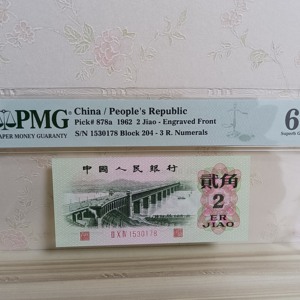 PMG
PAPER MONEY GUARANTY
China / People's Republic
Pick# 878a 1962 2 Jiao - Engraved Front
S/N 1530178 Block 204 - 3 R. Numerals
6
中国人民银行
贰角
2
ER
JIAO
1530178